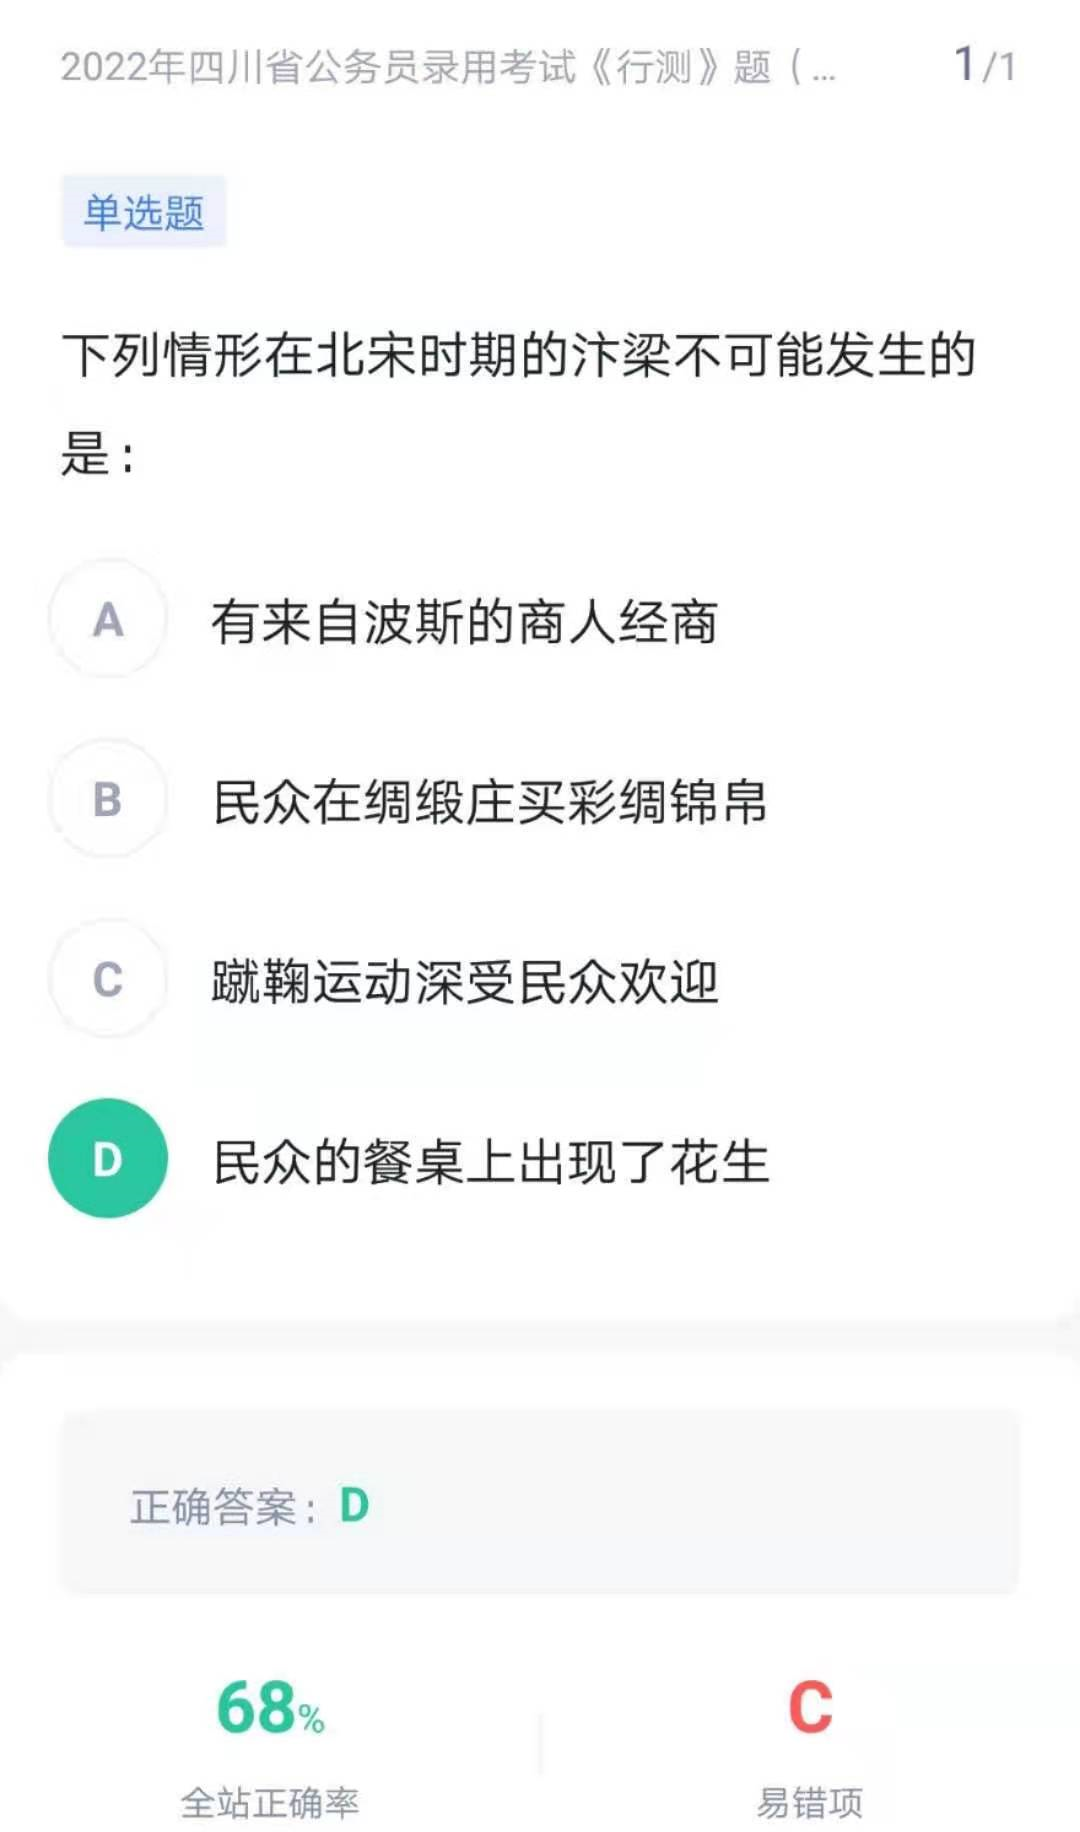 2022年四川省公务员录用考试《行测》题（...
1/1
单选题
下列情形在北宋时期的汴梁不可能发生的
是：
A 有来自波斯的商人经商
B 民众在绸缎庄买彩绸锦帛
C 蹴鞠运动深受民众欢迎
D 民众的餐桌上出现了花生
正确答案：D
68% C
全站正确率 易错项